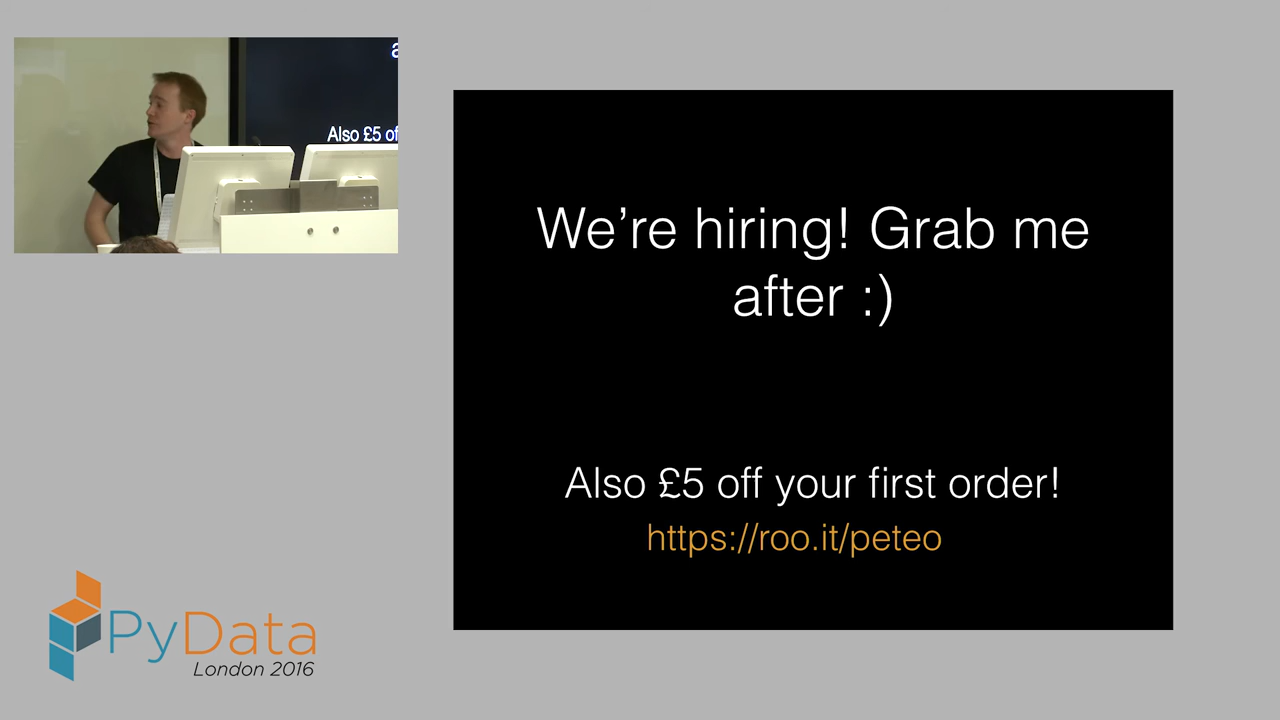 a
Also £5 of
We're hiring! Grab me
after :)
Also £5 off your first order!
https://roo.it/peteo
PyData
London 2016